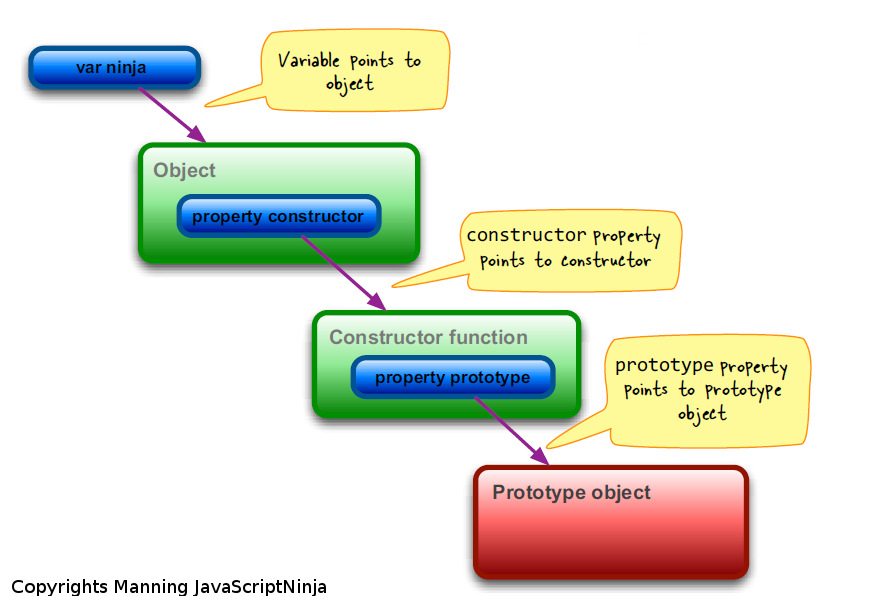 var ninja
Variable points to
object
Object
property constructor
constructor property
points to constructor
Constructor function
property prototype
prototype property
points to prototype
object
Prototype object
Copyrights Manning JavaScriptNinja